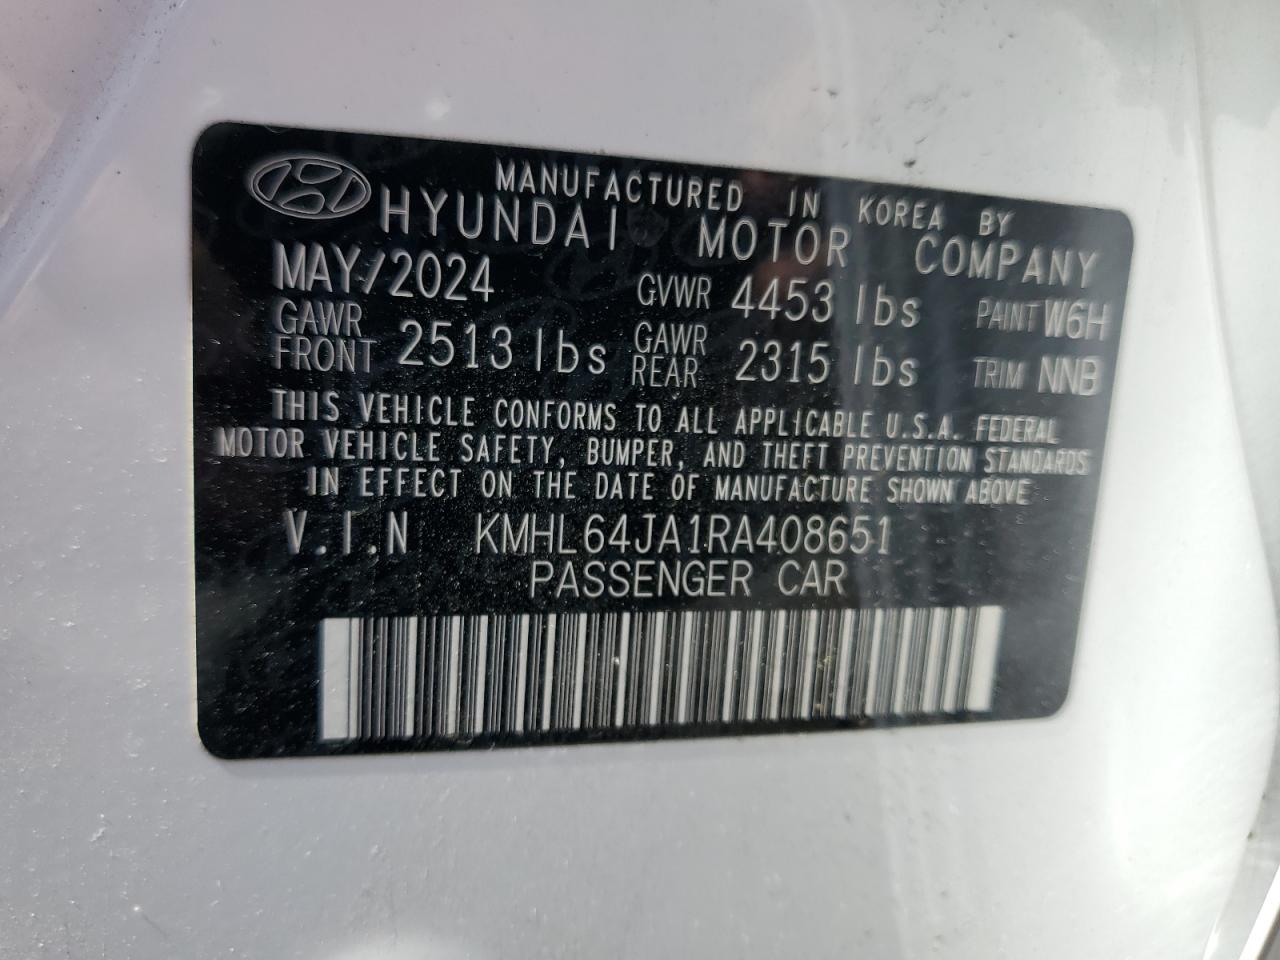 MANUFACTURED IN KOREA BY
HYUNDAI MOTOR COMPANY
MAY/2024 GVWR 4453 lbs PAINT W6H
GAWR FRONT 2513 lbs GAWR REAR 2315 lbs TRIM NNB
THIS VEHICLE CONFORMS TO ALL APPLICABLE U.S.A. FEDERAL
MOTOR VEHICLE SAFETY, BUMPER, AND THEFT PREVENTION STANDARDS
IN EFFECT ON THE DATE OF MANUFACTURE SHOWN ABOVE
V.I.N KMHL64JA1RA408651
PASSENGER CAR